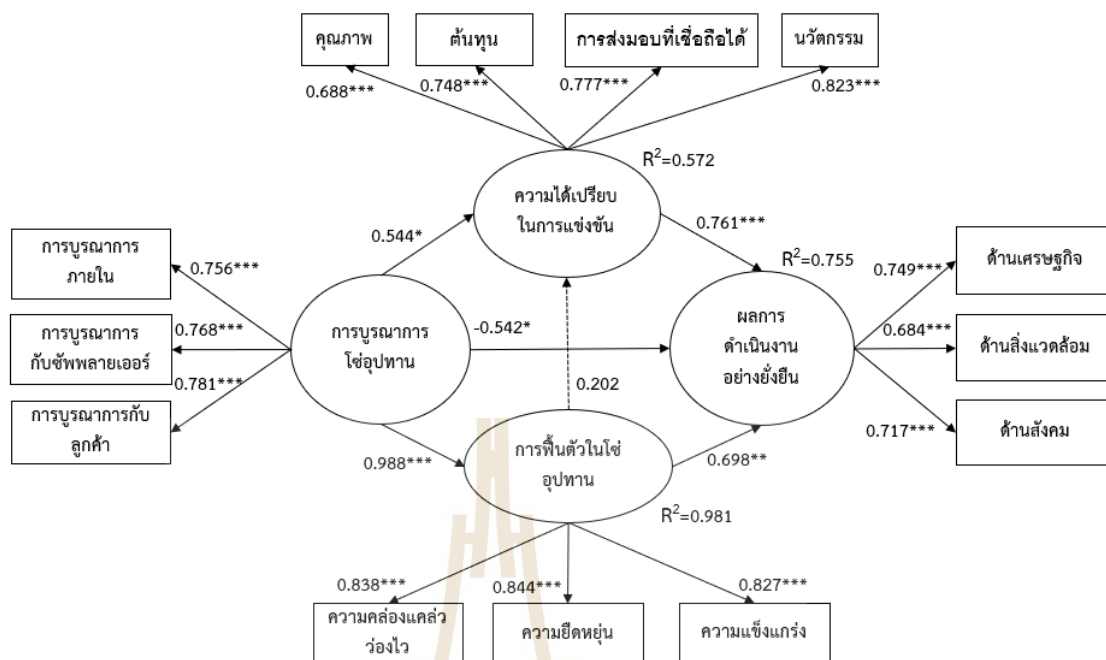 คุณภาพ
ต้นทุน
การส่งมอบที่เชื่อถือได้
นวัตกรรม
0.688***
0.748***
0.777***
0.823***
R²=0.572
ความได้เปรียบ
ในการแข่งขัน
0.544*
0.761***
การบูรณาการ
ภายใน
0.756***
R²=0.755
0.749***
ด้านเศรษฐกิจ
การบูรณาการ
กับซัพพลายเออร์
0.768***
การบูรณาการ
โซ่อุปทาน
-0.542*
ผลการ
ดำเนินงาน
อย่างยั่งยืน
0.684***
ด้านสิ่งแวดล้อม
0.781***
0.202
การบูรณาการกับ
ลูกค้า
0.717***
ด้านสังคม
0.988***
การฟื้นตัวในโซ่
อุปทาน
0.698**
R²=0.981
0.838***
0.844***
0.827***
ความคล่องแคล่ว
ว่องไว
ความยืดหยุ่น
ความแข็งแกร่ง